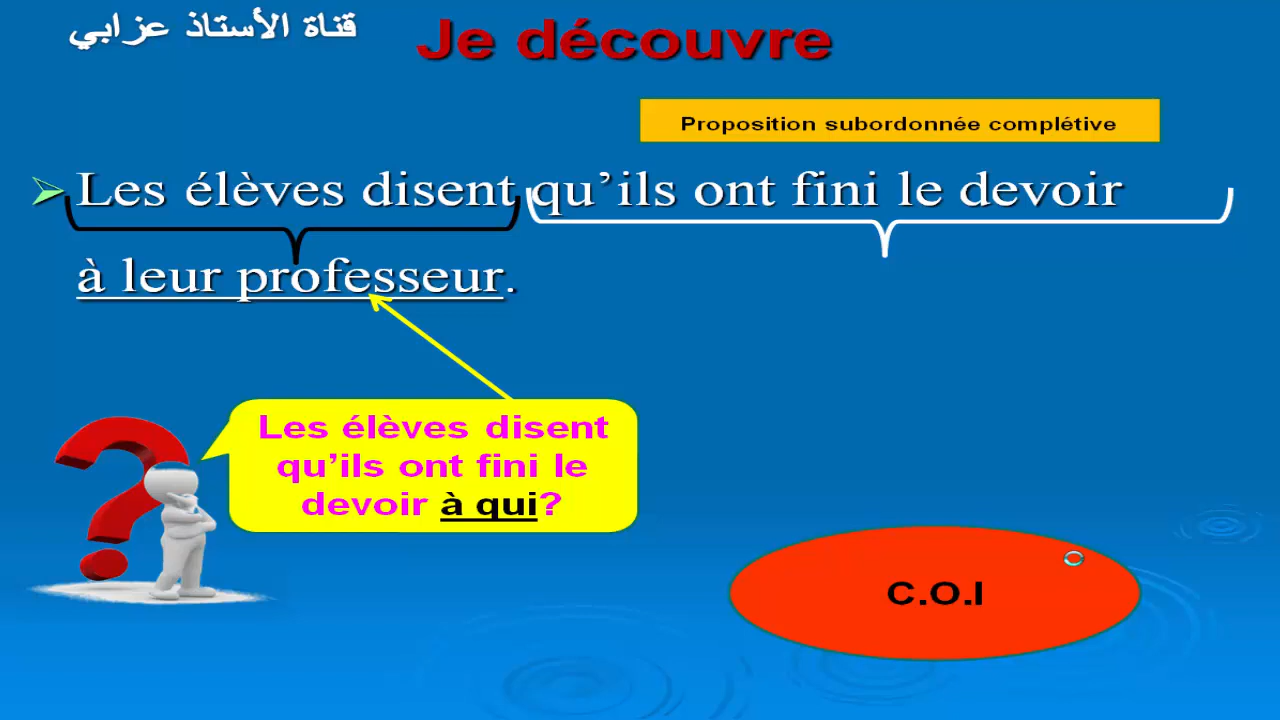 قناة الأستاذ عزابي
Je découvre
Proposition subordonnée complétive
Les élèves disent qu’ils ont fini le devoir
à leur professeur.
Les élèves disent
qu’ils ont fini le
devoir à qui?
C.O.I